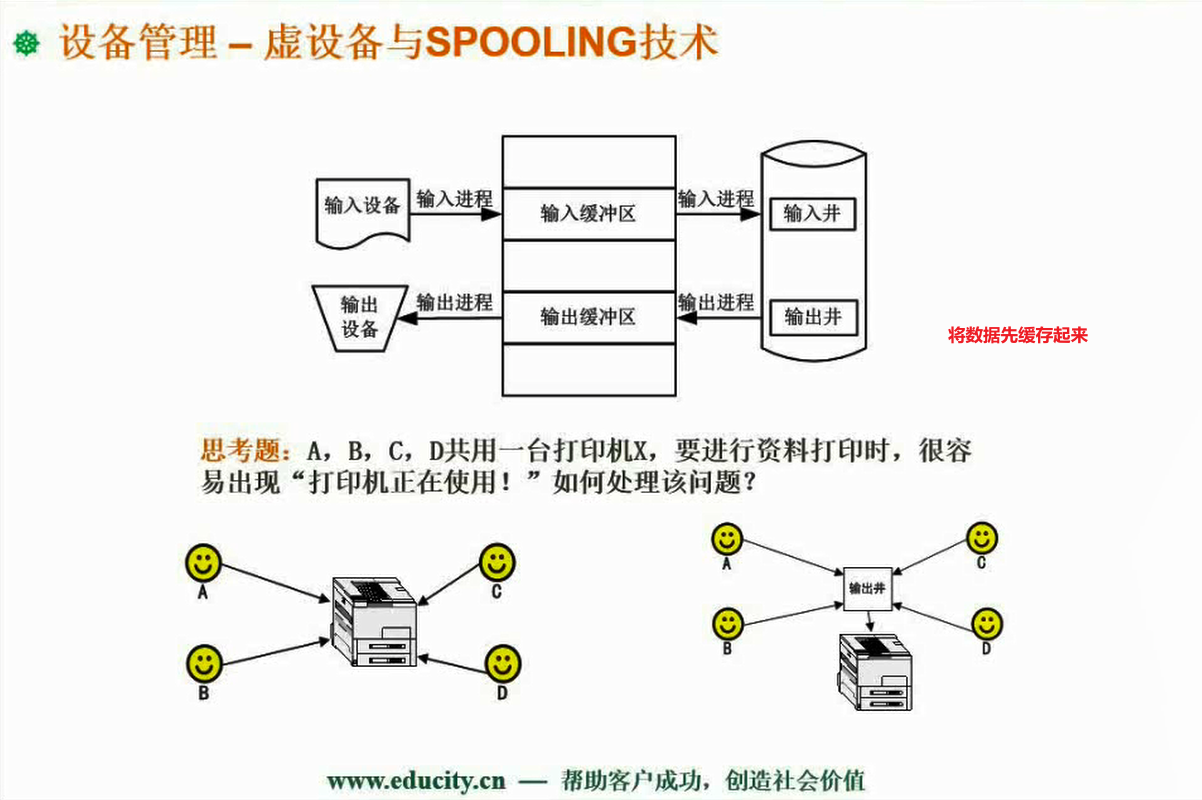 设备管理 – 虚设备与SPOOLING技术
输入设备
输入进程
输入缓冲区
输入进程
输入井
输出
设备
输出进程
输出缓冲区
输出进程
输出井
将数据先缓存起来
思考题：A，B，C，D共用一台打印机X，要进行资料打印时，很容
易出现“打印机正在使用！”如何处理该问题？
A
C
B
D
A
C
输出井
B
D
www.educity.cn — 帮助客户成功，创造社会价值